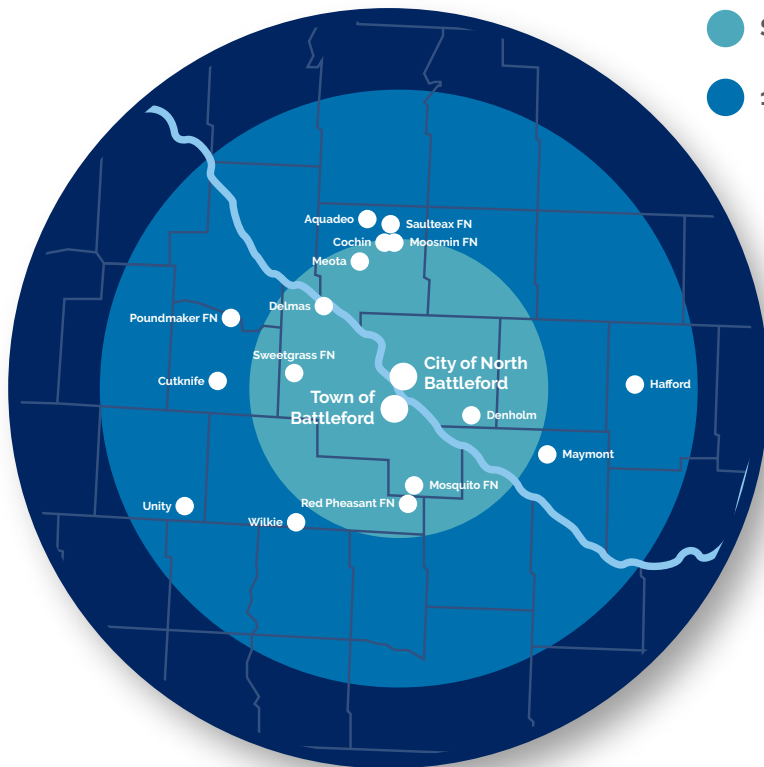 Aquadeo
Saulteax FN
Cochin
Moosmin FN
Meota
Delmas
Poundmaker FN
Sweetgrass FN
City of North
Battleford
Cutknife
Hafford
Town of
Battleford
Denholm
Maymont
Mosquito FN
Red Pheasant FN
Unity
Wilkie